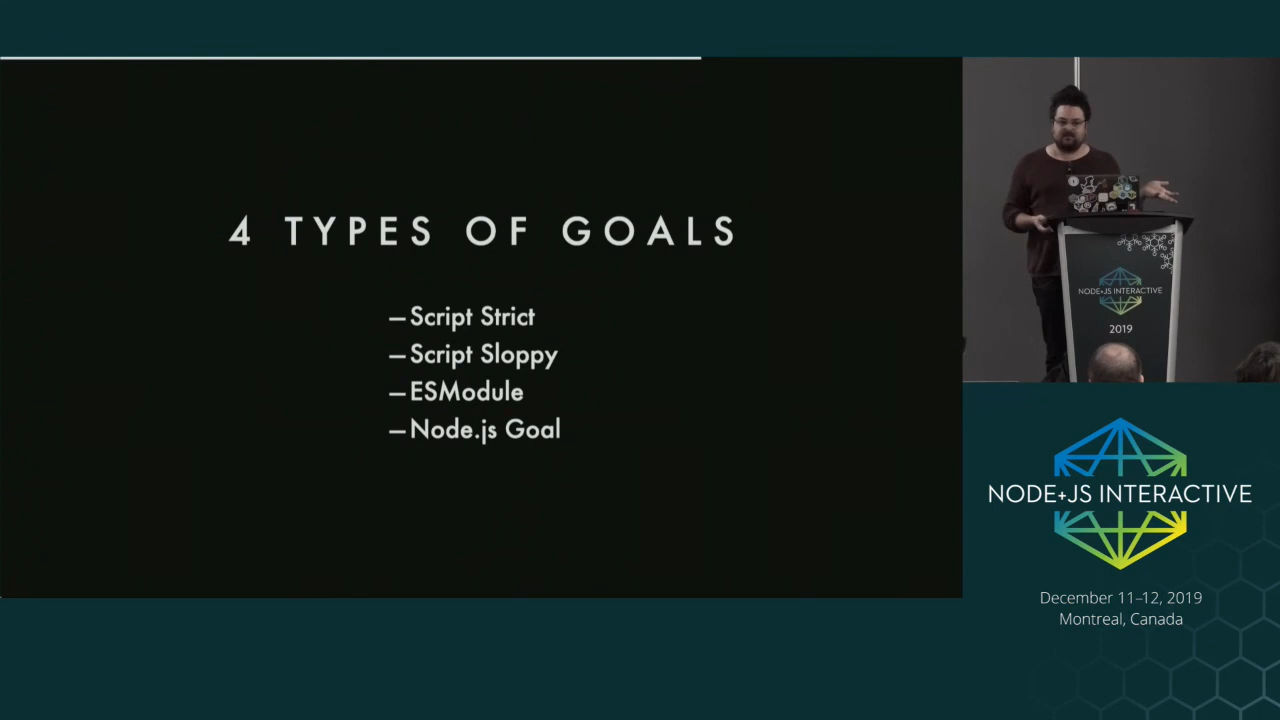 4 TYPES OF GOALS
—Script Strict
—Script Sloppy
—ESModule
—Node.js Goal
NODE+JS INTERACTIVE
2019
NODE+JS INTERACTIVE
December 11–12, 2019
Montreal, Canada